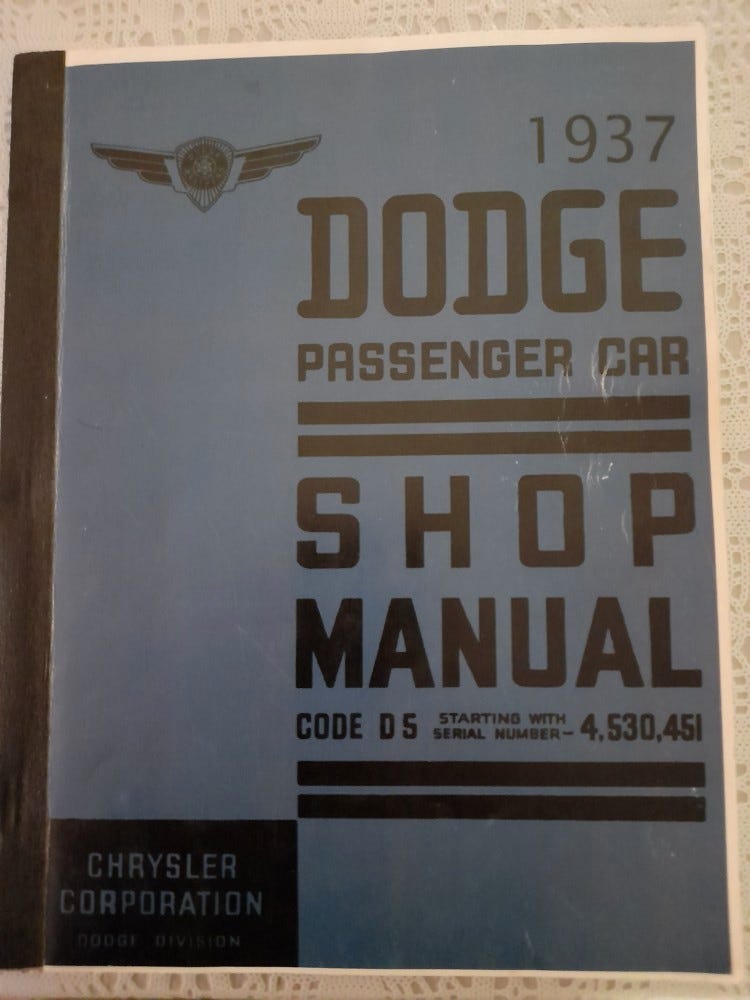 1937
DODGE
PASSENGER CAR
SHOP
MANUAL
CODE D5 STARTING WITH
SERIAL NUMBER- 4,530,451
CHRYSLER
CORPORATION
DODGE DIVISION